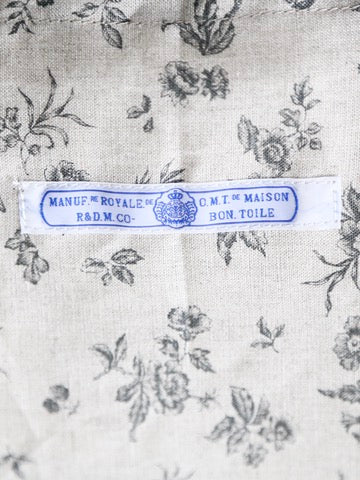 MANUF.RE ROYALE.DE O.M.T.DE MAISON
R&D.M.CO- BON.TOILE